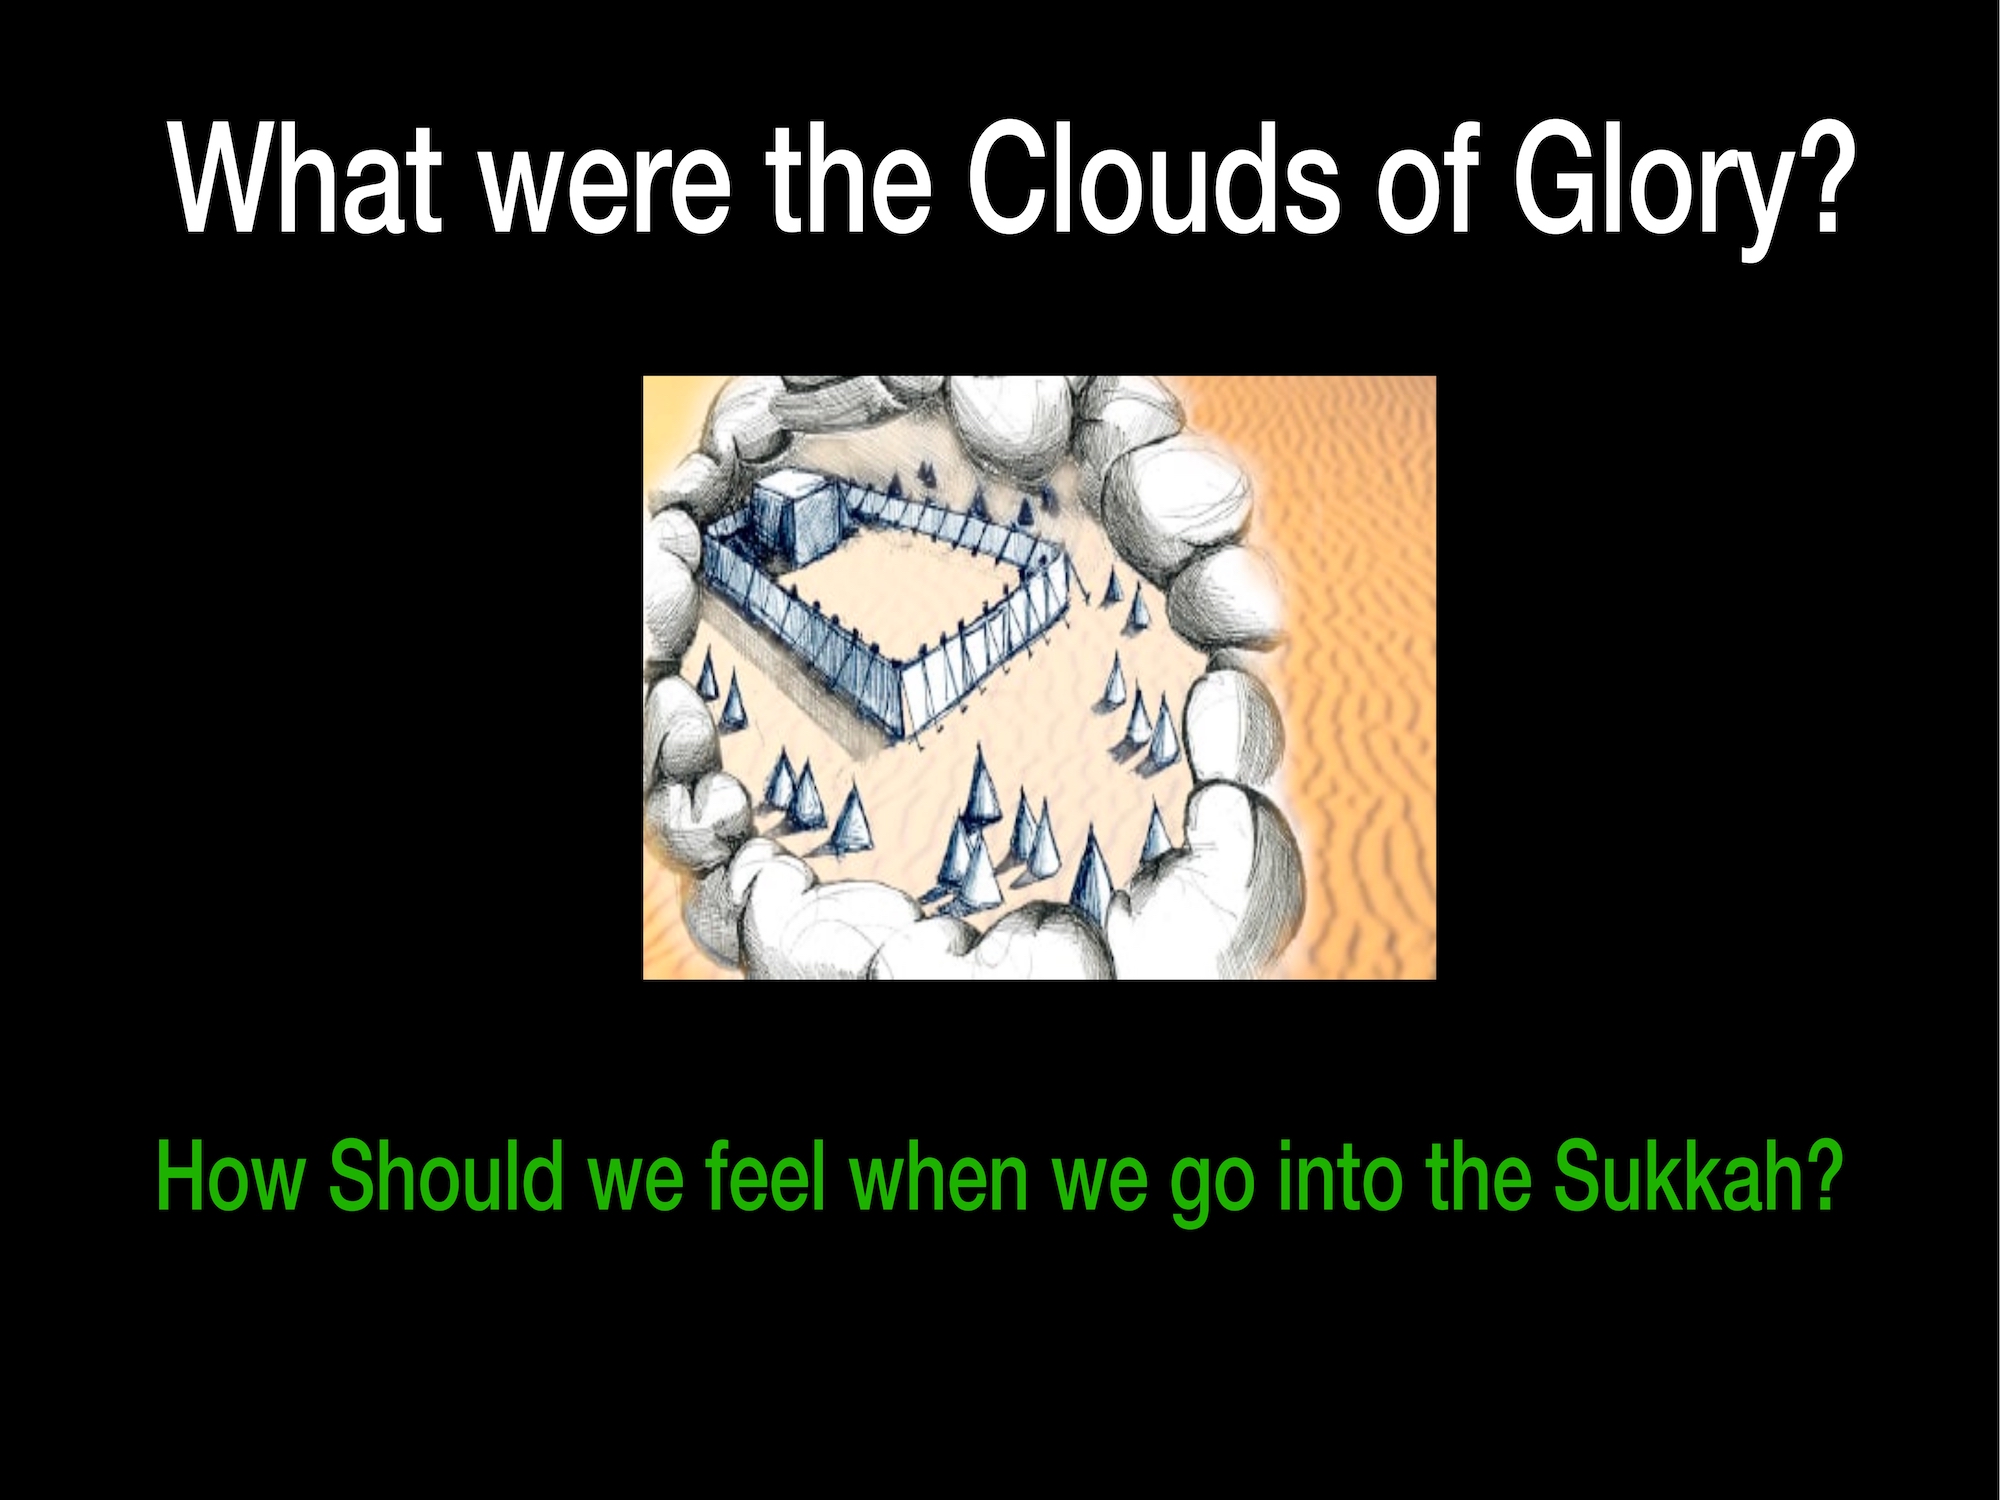 What were the Clouds of Glory?
How Should we feel when we go into the Sukkah?